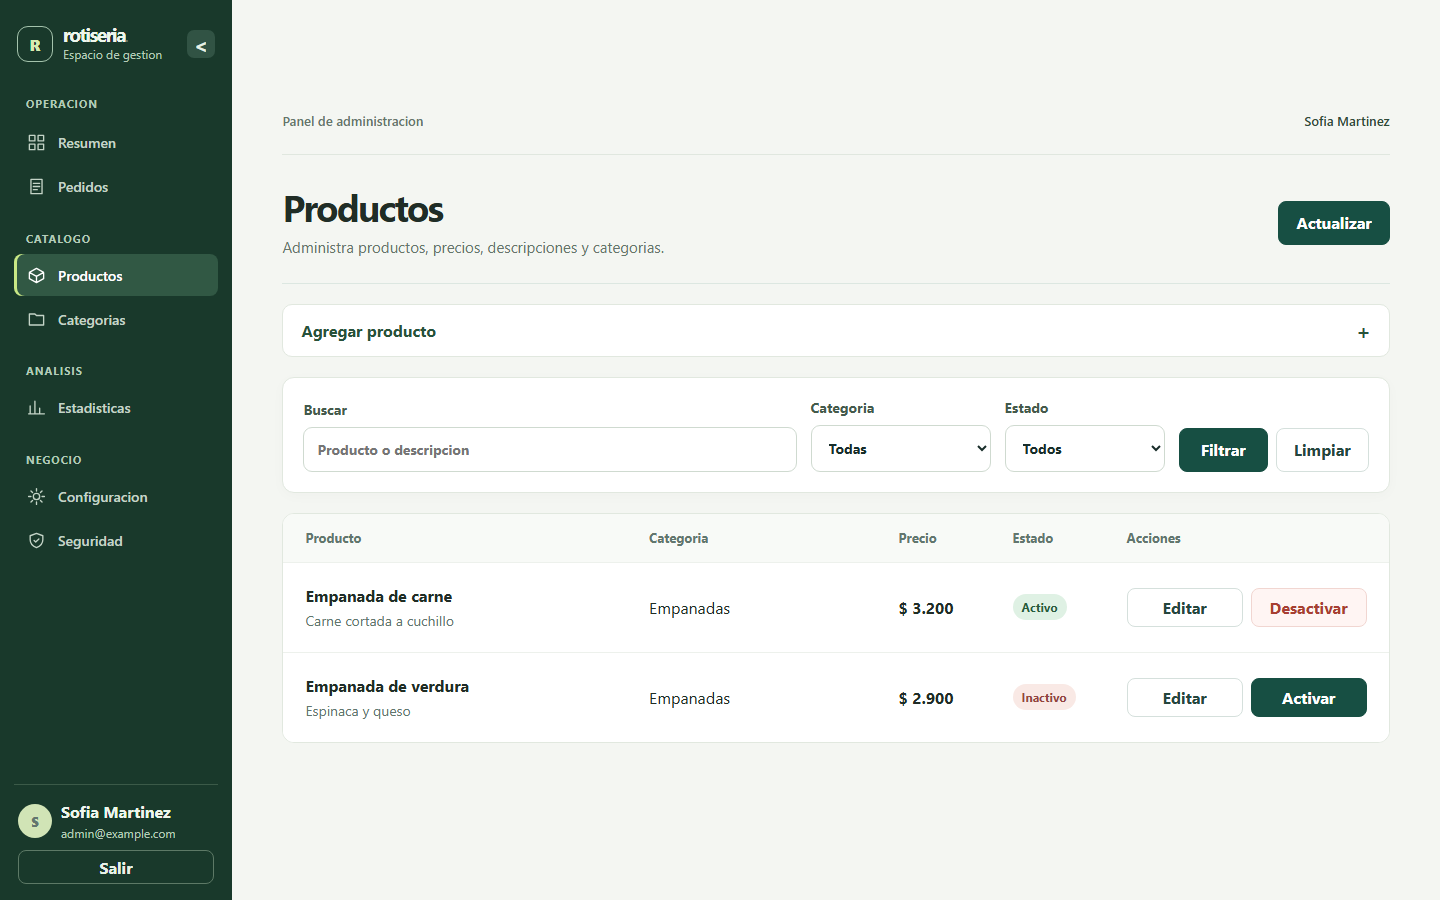 R
rotiseria
Espacio de gestion
<
OPERACION
Resumen
Pedidos
CATALOGO
Productos
Categorias
ANALISIS
Estadisticas
NEGOCIO
Configuracion
Seguridad
S
Sofia Martinez
admin@example.com
Salir
Panel de administracion
Sofia Martinez
Productos
Administra productos, precios, descripciones y categorias.
Actualizar
Agregar producto +
Buscar Categoria Estado
Producto o descripcion Todas Todos Filtrar Limpiar
Producto Categoria Precio Estado Acciones
Empanada de carne
Carne cortada a cuchillo
Empanadas $ 3.200 Activo Editar Desactivar
Empanada de verdura
Espinaca y queso
Empanadas $ 2.900 Inactivo Editar Activar